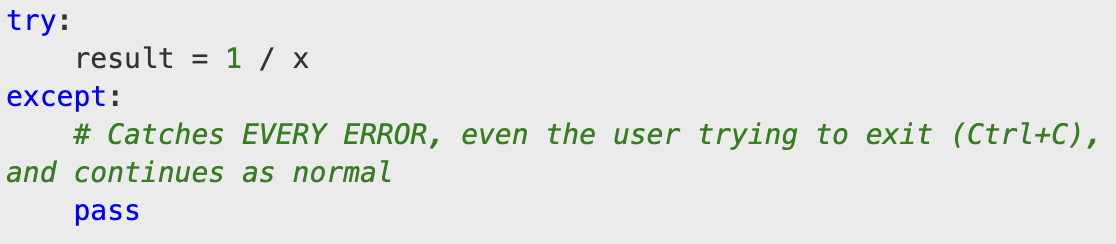 try:
    result = 1 / x
except:
    # Catches EVERY ERROR, even the user trying to exit (Ctrl+C),
and continues as normal
    pass